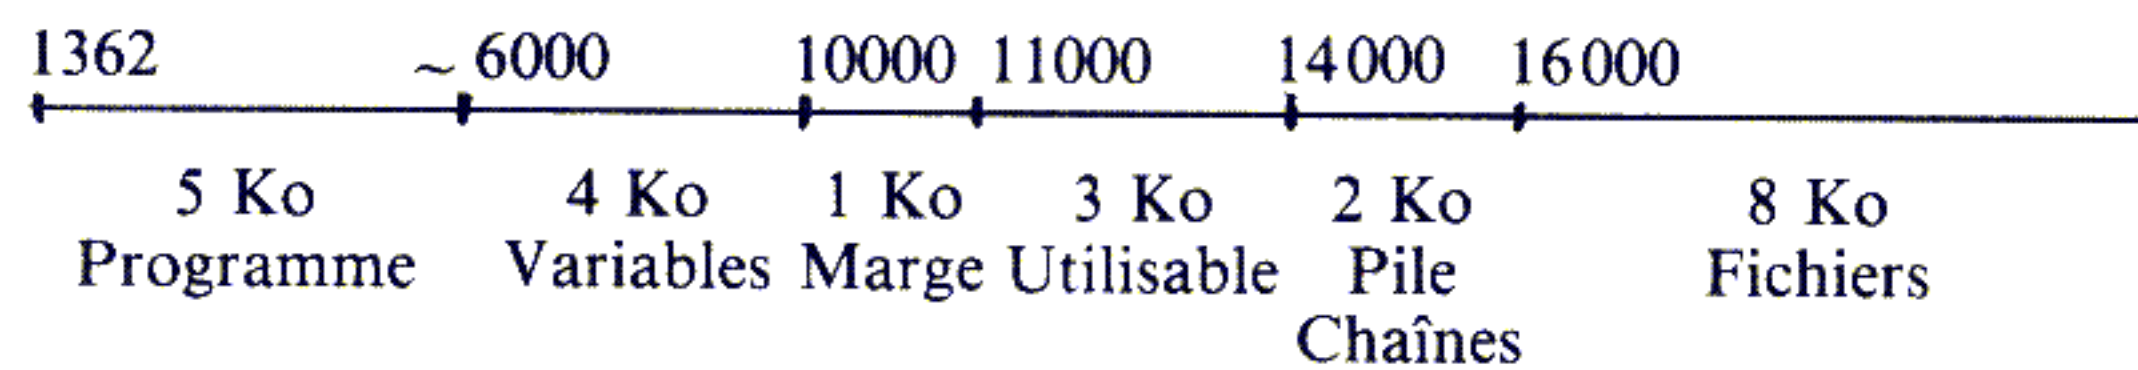 1362 ~ 6000 10000 11000 14000 16000
5 Ko 4 Ko 1 Ko 3 Ko 2 Ko 8 Ko
Programme Variables Marge Utilisable Pile Fichiers
Chaînes